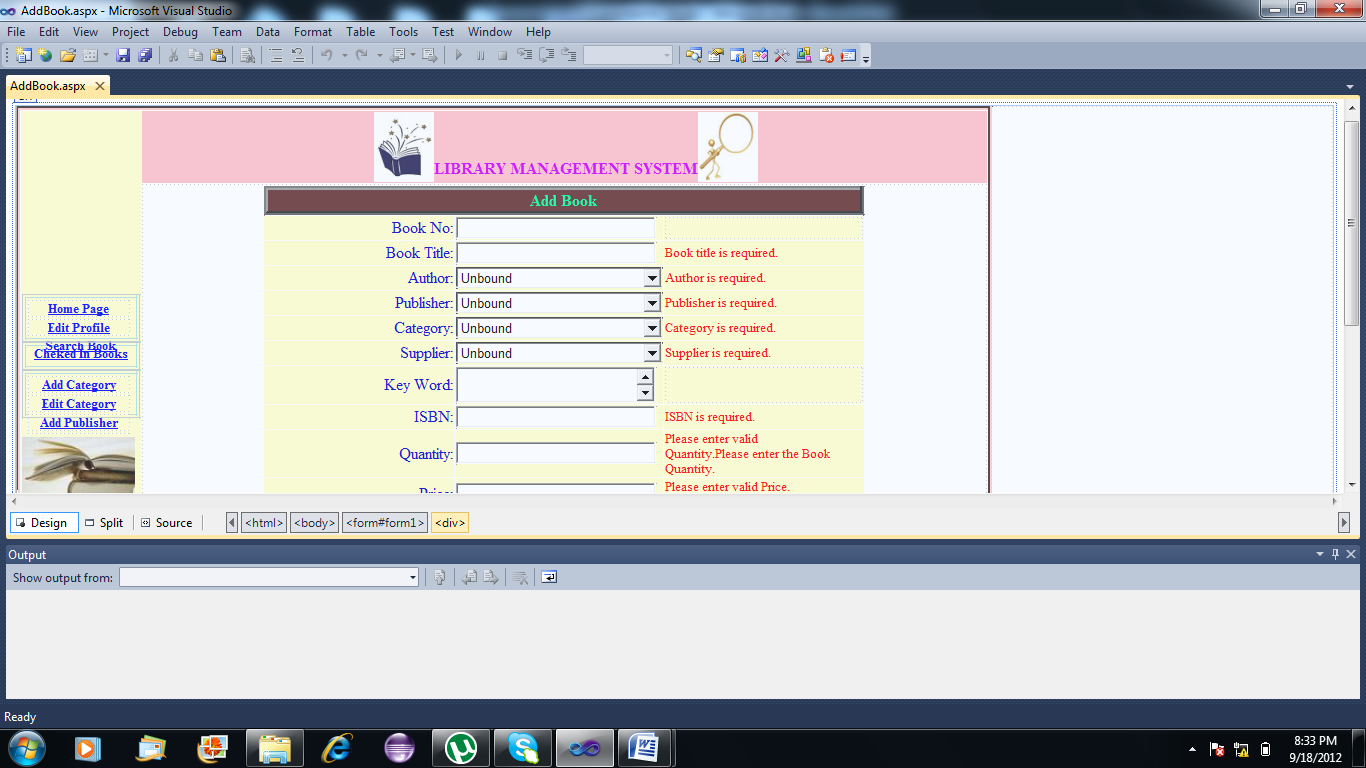 AddBook.aspx - Microsoft Visual Studio
File Edit View Project Debug Team Data Format Table Tools Test Window Help
AddBook.aspx
LIBRARY MANAGEMENT SYSTEM
Add Book
Book No:
Book Title: Book title is required.
Author: Unbound Author is required.
Publisher: Unbound Publisher is required.
Category: Unbound Category is required.
Supplier: Unbound Supplier is required.
Key Word:
ISBN: ISBN is required.
Quantity: Please enter valid
Quantity.Please enter the Book
Quantity.
Price: Please enter valid Price.
Home Page
Edit Profile
Search Book
Cheked In Books
Add Category
Edit Category
Add Publisher
Design Split Source <html> <body> <form#form1> <div>
Output
Show output from:
Ready
8:33 PM
9/18/2012